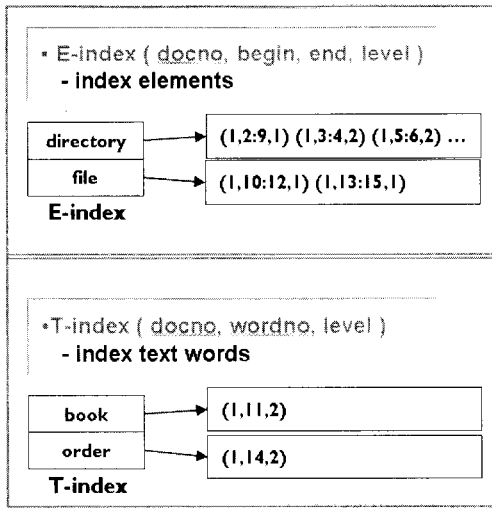 • E-index ( docno, begin, end, level )
- index elements
directory
(1,2:9,1) (1,3:4,2) (1,5:6,2) ...
file
(1,10:12,1) (1,13:15,1)
E-index
•T-index ( docno, wordno, level )
- index text words
book
(1,11,2)
order
(1,14,2)
T-index